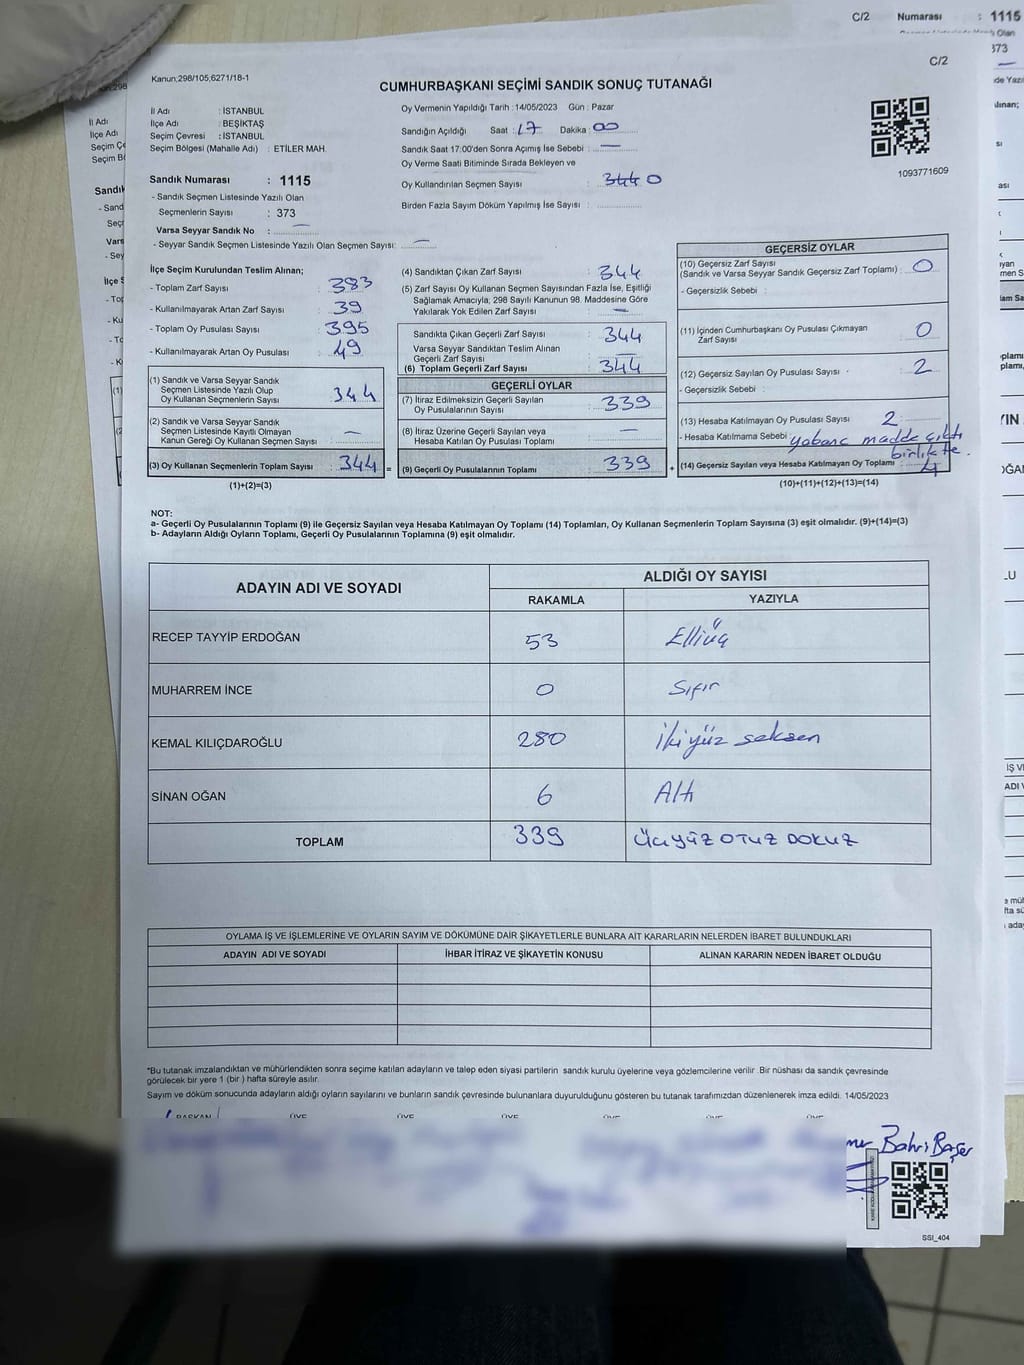 C/2 Numarası : 1115
373
Kanun;298/105;6271/18-1
C/2
CUMHURBAŞKANI SEÇİMİ SANDIK SONUÇ TUTANAĞI
İl Adı : İSTANBUL
İlçe Adı : BEŞİKTAŞ
Seçim Çevresi : İSTANBUL
Seçim Bölgesi (Mahalle Adı) : ETİLER MAH.
Oy Vermenin Yapıldığı Tarih : 14/05/2023 Gün : Pazar
Sandığın Açıldığı Saat : 17 Dakika : 00
Sandık Saat 17:00'den Sonra Açımış İse Sebebi : —
Oy Verme Saati Bitiminde Sırada Bekleyen ve
Oy Kullandırılan Seçmen Sayısı : 344 0
Birden Fazla Sayım Döküm Yapılmış İse Sayısı :
1093771609
Sandık Numarası : 1115
- Sandık Seçmen Listesinde Yazılı Olan
Seçmenlerin Sayısı : 373
Varsa Seyyar Sandık No : —
- Seyyar Sandık Seçmen Listesinde Yazılı Olan Seçmen Sayısı: —
İlçe Seçim Kurulundan Teslim Alınan;
- Toplam Zarf Sayısı : 383
- Kullanılmayarak Artan Zarf Sayısı : 39
- Toplam Oy Pusulası Sayısı : 395
- Kullanılmayarak Artan Oy Pusulası : 49
(1) Sandık ve Varsa Seyyar Sandık
Seçmen Listesinde Yazılı Olup
Oy Kullanan Seçmenlerin Sayısı : 344
(2) Sandık ve Varsa Seyyar Sandık
Seçmen Listesinde Kayıtlı Olmayan
Kanun Gereği Oy Kullanan Seçmen Sayısı : —
(3) Oy Kullanan Seçmenlerin Toplam Sayısı : 344 =
(1)+(2)=(3)
(4) Sandıktan Çıkan Zarf Sayısı : 344
(5) Zarf Sayısı Oy Kullanan Seçmen Sayısından Fazla İse, Eşitliği
Sağlamak Amacıyla, 298 Sayılı Kanunun 98. Maddesine Göre
Yakılarak Yok Edilen Zarf Sayısı : —
Sandıkta Çıkan Geçerli Zarf Sayısı : 344
Varsa Seyyar Sandıktan Teslim Alınan
Geçerli Zarf Sayısı : —
(6) Toplam Geçerli Zarf Sayısı : 344
GEÇERLİ OYLAR
(7) İtiraz Edilmeksizin Geçerli Sayılan
Oy Pusulalarının Sayısı : 339
(8) İtiraz Üzerine Geçerli Sayılan veya
Hesaba Katılan Oy Pusulası Toplamı : —
(9) Geçerli Oy Pusulalarının Toplamı : 339 +
GEÇERSİZ OYLAR
(10) Geçersiz Zarf Sayısı
(Sandık ve Varsa Seyyar Sandık Geçersiz Zarf Toplamı) : 0
- Geçersizlik Sebebi :
(11) İçinden Cumhurbaşkanı Oy Pusulası Çıkmayan
Zarf Sayısı : 0
(12) Geçersiz Sayılan Oy Pusulası Sayısı : 2
- Geçersizlik Sebebi :
(13) Hesaba Katılmayan Oy Pusulası Sayısı : 2
- Hesaba Katılmama Sebebi : yabancı madde çıktı
birlikte.
(14) Geçersiz Sayılan veya Hesaba Katılmayan Oy Toplamı : 4
(10)+(11)+(12)+(13)=(14)
NOT:
a- Geçerli Oy Pusulalarının Toplamı (9) ile Geçersiz Sayılan veya Hesaba Katılmayan Oy Toplamı (14) Toplamları, Oy Kullanan Seçmenlerin Toplam Sayısına (3) eşit olmalıdır. (9)+(14)=(3)
b- Adayların Aldığı Oyların Toplamı, Geçerli Oy Pusulalarının Toplamına (9) eşit olmalıdır.
ADAYIN ADI VE SOYADI ALDIĞI OY SAYISI
RAKAMLA YAZIYLA
RECEP TAYYİP ERDOĞAN 53 Elliüç
MUHARREM İNCE 0 Sıfır
KEMAL KILIÇDAROĞLU 280 İkiyüz seksen
SİNAN OĞAN 6 Altı
TOPLAM 339 ÜÇYÜZ OTUZ DOKUZ
OYLAMA İŞ VE İŞLEMLERİNE VE OYLARIN SAYIM VE DÖKÜMÜNE DAİR ŞİKAYETLERLE BUNLARA AİT KARARLARIN NELERDEN İBARET BULUNDUKLARI
ADAYIN ADI VE SOYADI İHBAR İTİRAZ VE ŞİKAYETİN KONUSU ALINAN KARARIN NEDEN İBARET OLDUĞU
*Bu tutanak imzalandıktan ve mühürlendikten sonra seçime katılan adayların ve talep eden siyasi partilerin sandık kurulu üyelerine veya gözlemcilerine verilir .Bir nüshası da sandık çevresinde
görülecek bir yere 1 (bir ) hafta süreyle asılır.
Sayım ve döküm sonucunda adayların aldığı oyların sayılarını ve bunların sandık çevresinde bulunanlara duyurulduğunu gösteren bu tutanak tarafımızdan düzenlenerek imza edildi. 14/05/2023
BAŞKAN ÜYE ÜYE ÜYE ÜYE ÜYE ÜYE
Bahri Başer
SSI_404